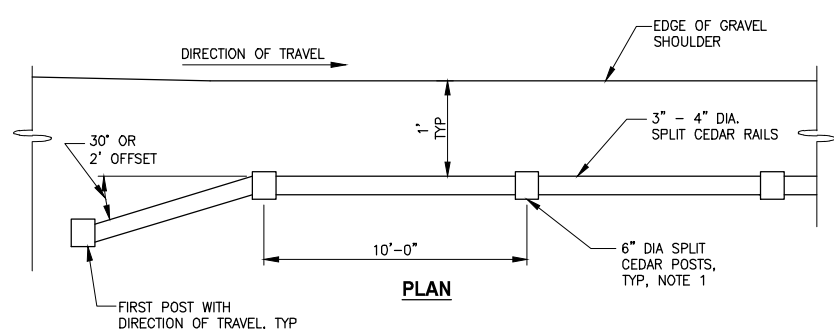 EDGE OF GRAVEL
SHOULDER
DIRECTION OF TRAVEL
1'
TYP
3" - 4" DIA.
SPLIT CEDAR RAILS
30° OR
2' OFFSET
10'-0"
6" DIA SPLIT
CEDAR POSTS,
TYP, NOTE 1
PLAN
FIRST POST WITH
DIRECTION OF TRAVEL, TYP